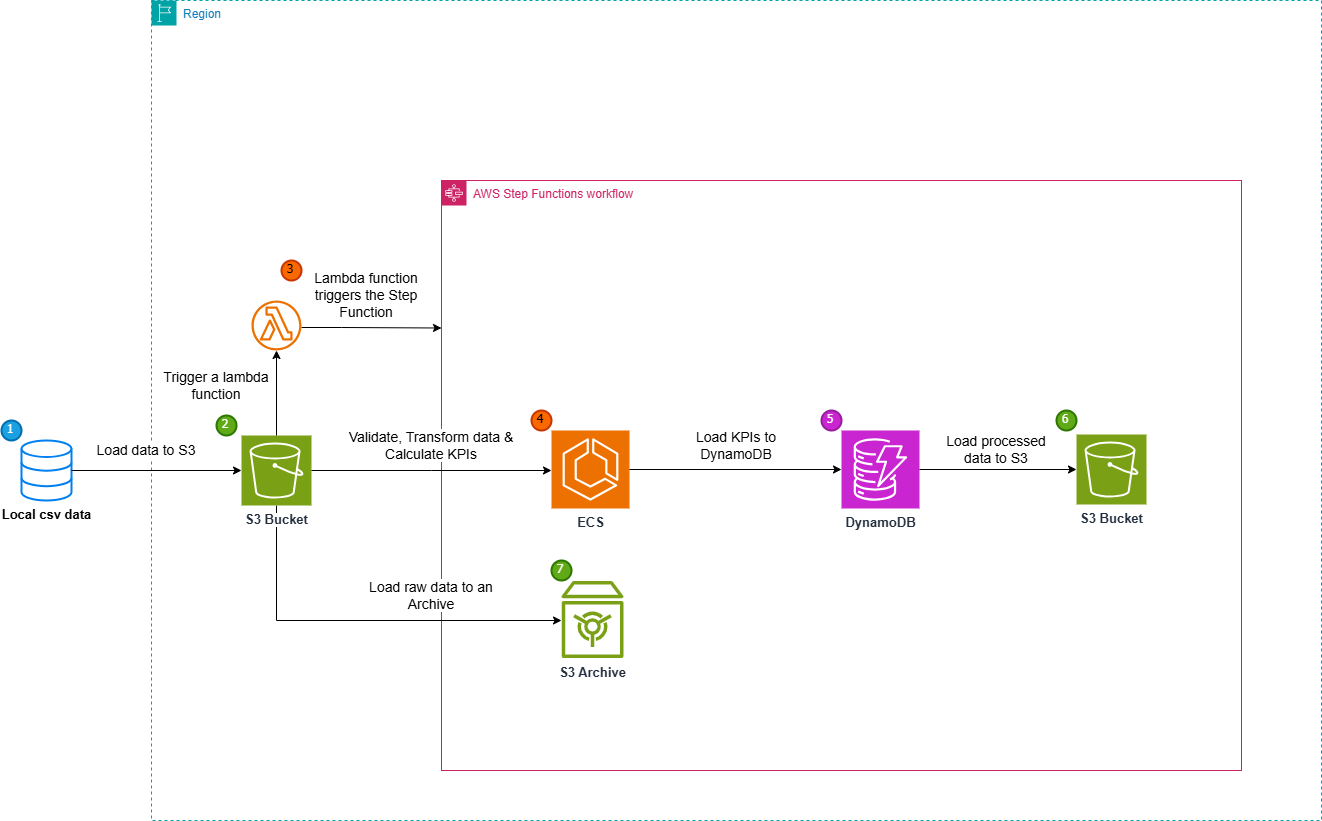 Region
AWS Step Functions workflow
3
Lambda function
triggers the Step
Function
Trigger a lambda
function
1
Load data to S3
Local csv data
2
S3 Bucket
Validate, Transform data &
Calculate KPIs
4
ECS
Load KPIs to
DynamoDB
5
DynamoDB
Load processed
data to S3
6
S3 Bucket
Load raw data to an
Archive
7
S3 Archive